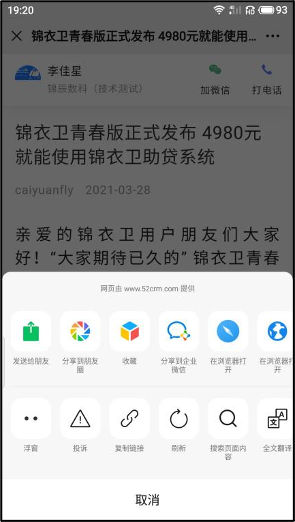 19:20
93
锦衣卫青春版正式发布 4980元就能使用...
李佳星
锦辰数科（技术测试）
加微信
打电话
锦衣卫青春版正式发布 4980元
就能使用锦衣卫助贷系统
caiyuanfly 2021-03-28
亲爱的锦衣卫用户朋友们大家
好！“大家期待已久的” 锦衣卫青春
网页由 www.52crm.com 提供
发送给朋友
分享到朋友
圈
收藏
分享到企业
微信
在浏览器打
开
在浏览器打
开
浮窗
投诉
复制链接
刷新
搜索页面内
容
全文翻译
取消